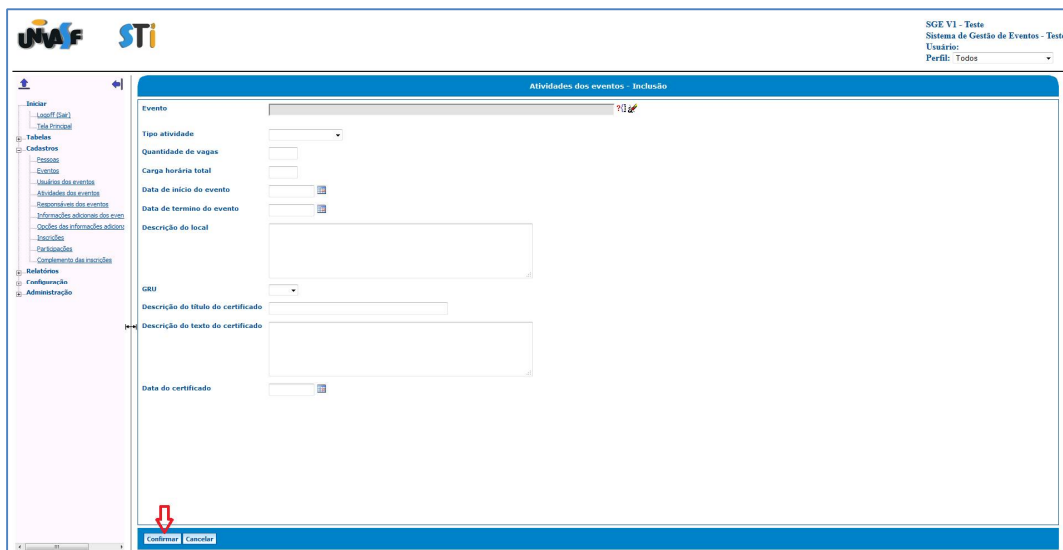 UNIVASF STI
SGE V1 - Teste
Sistema de Gestão de Eventos - Teste
Usuário:
Perfil: Todos
Iniciar
Logoff (Sair)
Tela Principal
Tabelas
Cadastros
Pessoas
Eventos
Usuários dos eventos
Atividades dos eventos
Responsáveis dos eventos
Informações adicionais dos even
Opções das informações adicion
Inscrições
Participações
Complemento das inscrições
Relatórios
Configuração
Administração
Atividades dos eventos - Inclusão
Evento
Tipo atividade
Quantidade de vagas
Carga horária total
Data de início do evento
Data de termino do evento
Descrição do local
GRU
Descrição do título do certificado
Descrição do texto do certificado
Data do certificado
Confirmar Cancelar